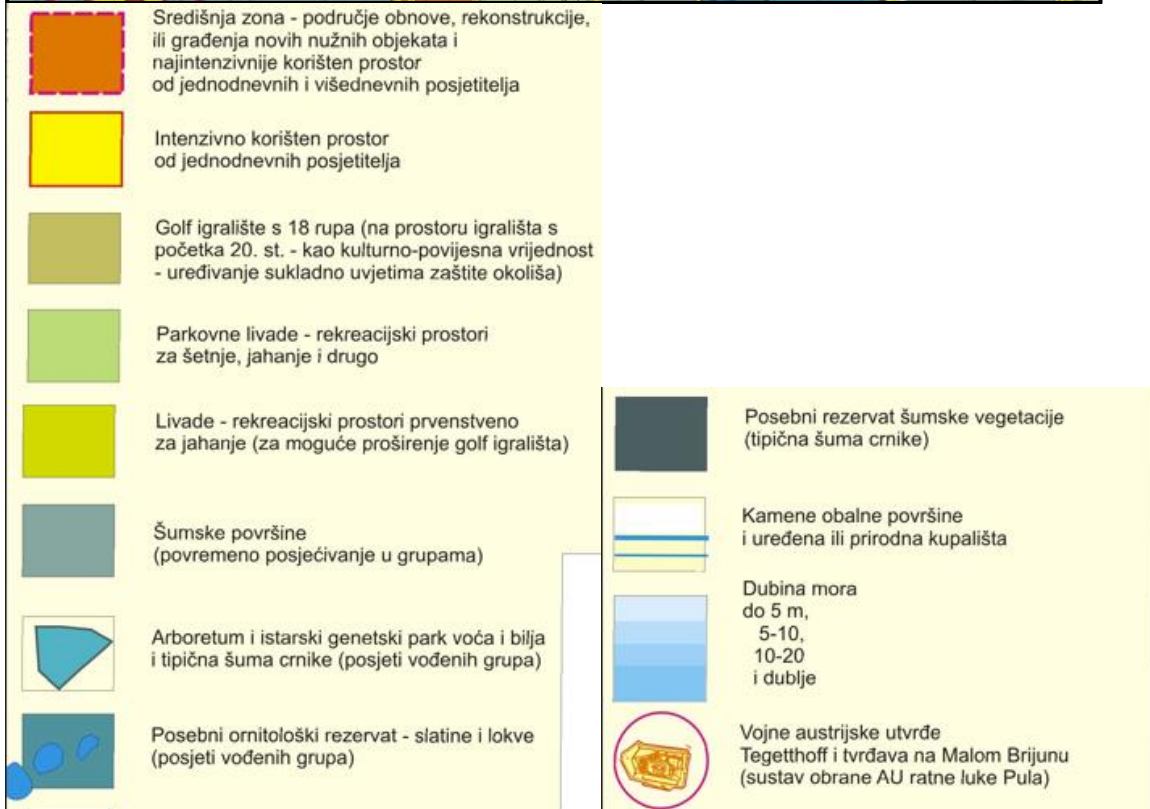 Središnja zona - područje obnove, rekonstrukcije,
ili građenja novih nužnih objekata i
najintenzivnije korišten prostor
od jednodnevnih i višednevnih posjetitelja
Intenzivno korišten prostor
od jednodnevnih posjetitelja
Golf igralište s 18 rupa (na prostoru igrališta s
početka 20. st. - kao kulturno-povijesna vrijednost
- uređivanje sukladno uvjetima zaštite okoliša)
Parkovne livade - rekreacijski prostori
za šetnje, jahanje i drugo
Livade - rekreacijski prostori prvenstveno
za jahanje (za moguće proširenje golf igrališta)
Šumske površine
(povremeno posjećivanje u grupama)
Arboretum i istarski genetski park voća i bilja
i tipična šuma crnike (posjeti vođenih grupa)
Posebni ornitološki rezervat - slatine i lokve
(posjeti vođenih grupa)
Posebni rezervat šumske vegetacije
(tipična šuma crnike)
Kamene obalne površine
i uređena ili prirodna kupališta
Dubina mora
do 5 m,
5-10,
10-20
i dublje
Vojne austrijske utvrđe
Tegetthoff i tvrđava na Malom Brijunu
(sustav obrane AU ratne luke Pula)